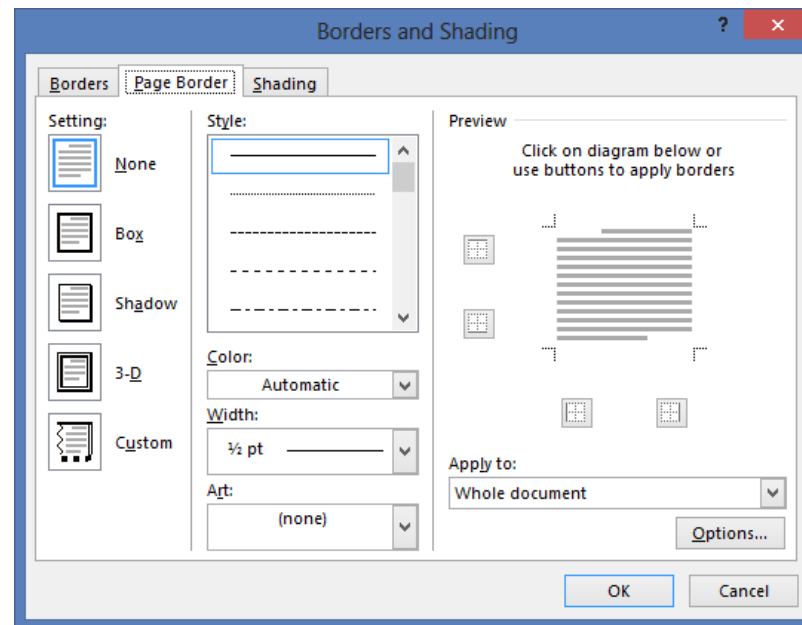 Borders and Shading
?
Borders
Page Border
Shading
Setting:
None
Box
Shadow
3-D
Custom
Style:
Color:
Automatic
Width:
½ pt
Art:
(none)
Preview
Click on diagram below or
use buttons to apply borders
Apply to:
Whole document
Options...
OK
Cancel